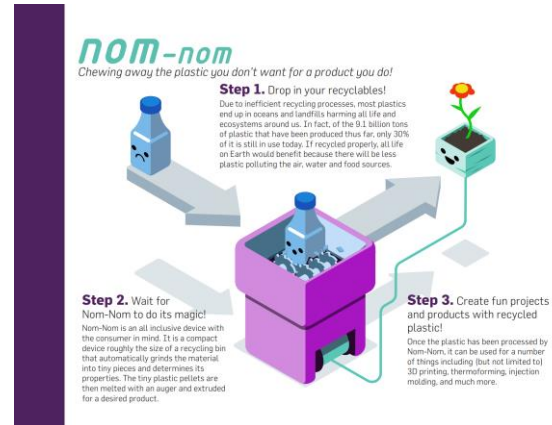 nom-nom
Chewing away the plastic you don't want for a product you do!
Step 1. Drop in your recyclables!
Due to inefficient recycling processes, most plastics
end up in oceans and landfills harming all life and
ecosystems around us. In fact, of the 9.1 billion tons
of plastic that have been produced thus far, only 30%
of it is still in use today. If recycled properly, all life
on Earth would benefit because there will be less
plastic polluting the air, water and food sources.
Step 2. Wait for
Nom-Nom to do its magic!
Nom-Nom is an all inclusive device with
the consumer in mind. It is a compact
device roughly the size of a recycling bin
that automatically grinds the material
into tiny pieces and determines its
properties. The tiny plastic pellets are
then melted with an auger and extruded
for a desired product.
Step 3. Create fun projects
and products with recycled
plastic!
Once the plastic has been processed by
Nom-Nom, it can be used for a number
of things including (but not limited to)
3D printing, thermoforming, injection
molding, and much more.